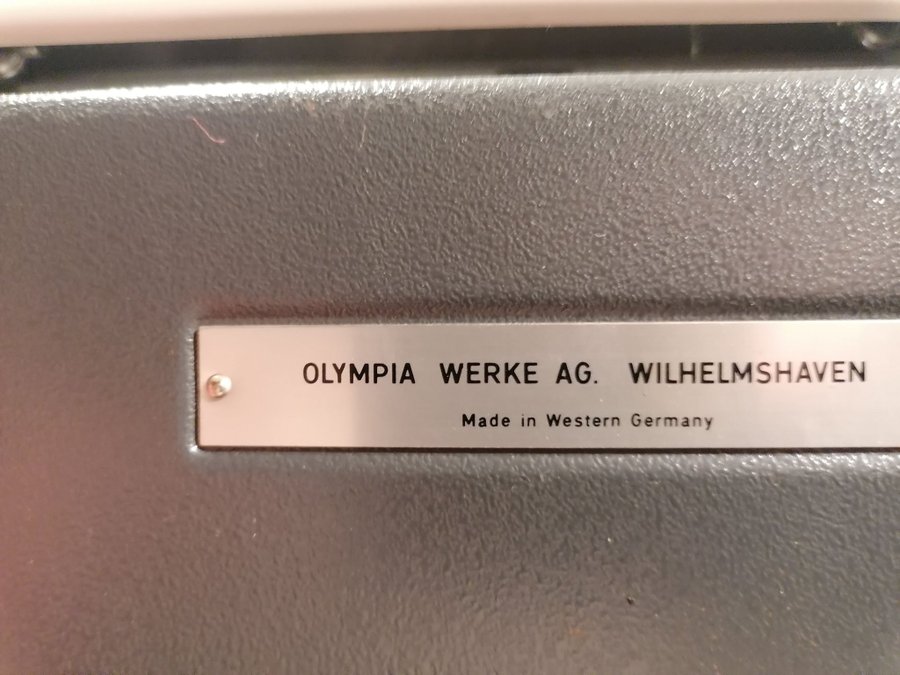 OLYMPIA WERKE AG. WILHELMSHAVEN
Made in Western Germany